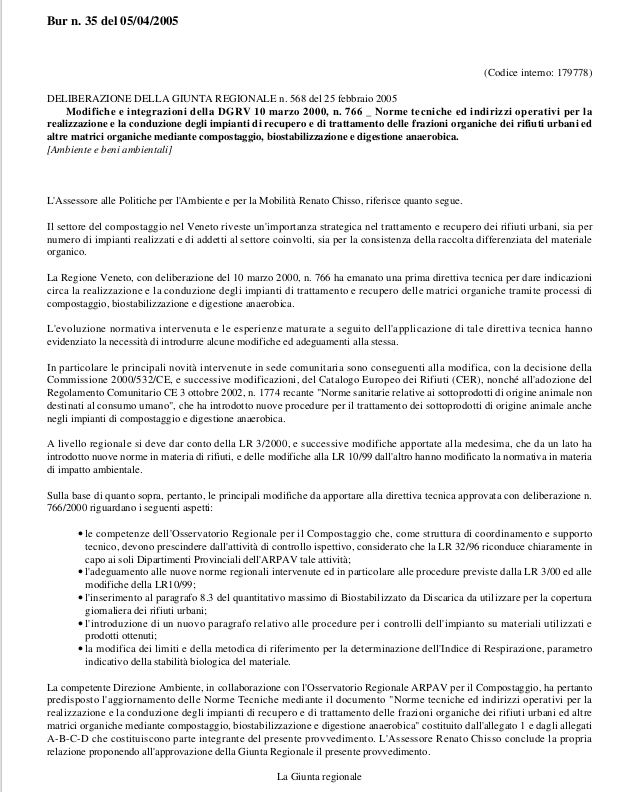 Bur n. 35 del 05/04/2005
(Codice interno: 179778)
DELIBERAZIONE DELLA GIUNTA REGIONALE n. 568 del 25 febbraio 2005
Modifiche e integrazioni della DGRV 10 marzo 2000, n. 766 _ Norme tecniche ed indirizzi operativi per la
realizzazione e la conduzione degli impianti di recupero e di trattamento delle frazioni organiche dei rifiuti urbani ed
altre matrici organiche mediante compostaggio, biostabilizzazione e digestione anaerobica.
[Ambiente e beni ambientali]
L'Assessore alle Politiche per l'Ambiente e per la Mobilità Renato Chisso, riferisce quanto segue.
Il settore del compostaggio nel Veneto riveste un'importanza strategica nel trattamento e recupero dei rifiuti urbani, sia per
numero di impianti realizzati e di addetti al settore coinvolti, sia per la consistenza della raccolta differenziata del materiale
organico.
La Regione Veneto, con deliberazione del 10 marzo 2000, n. 766 ha emanato una prima direttiva tecnica per dare indicazioni
circa la realizzazione e la conduzione degli impianti di trattamento e recupero delle matrici organiche tramite processi di
compostaggio, biostabilizzazione e digestione anaerobica.
L'evoluzione normativa intervenuta e le esperienze maturate a seguito dell'applicazione di tale direttiva tecnica hanno
evidenziato la necessità di introdurre alcune modifiche ed adeguamenti alla stessa.
In particolare le principali novità intervenute in sede comunitaria sono conseguenti alla modifica, con la decisione della
Commissione 2000/532/CE, e successive modificazioni, del Catalogo Europeo dei Rifiuti (CER), nonché all'adozione del
Regolamento Comunitario CE 3 ottobre 2002, n. 1774 recante "Norme sanitarie relative ai sottoprodotti di origine animale non
destinati al consumo umano", che ha introdotto nuove procedure per il trattamento dei sottoprodotti di origine animale anche
negli impianti di compostaggio e digestione anaerobica.
A livello regionale si deve dar conto della LR 3/2000, e successive modifiche apportate alla medesima, che da un lato ha
introdotto nuove norme in materia di rifiuti, e delle modifiche alla LR 10/99 dall'altro hanno modificato la normativa in materia
di impatto ambientale.
Sulla base di quanto sopra, pertanto, le principali modifiche da apportare alla direttiva tecnica approvata con deliberazione n.
766/2000 riguardano i seguenti aspetti:
• le competenze dell'Osservatorio Regionale per il Compostaggio che, come struttura di coordinamento e supporto
tecnico, devono prescindere dall'attività di controllo ispettivo, considerato che la LR 32/96 riconduce chiaramente in
capo ai soli Dipartimenti Provinciali dell'ARPAV tale attività;
• l'adeguamento alle nuove norme regionali intervenute ed in particolare alle procedure previste dalla LR 3/00 ed alle
modifiche della LR10/99;
• l'inserimento al paragrafo 8.3 del quantitativo massimo di Biostabilizzato da Discarica da utilizzare per la copertura
giornaliera dei rifiuti urbani;
• l'introduzione di un nuovo paragrafo relativo alle procedure per i controlli dell'impianto su materiali utilizzati e
prodotti ottenuti;
• la modifica dei limiti e della metodica di riferimento per la determinazione dell'Indice di Respirazione, parametro
indicativo della stabilità biologica del materiale.
La competente Direzione Ambiente, in collaborazione con l'Osservatorio Regionale ARPAV per il Compostaggio, ha pertanto
predisposto l'aggiornamento delle Norme Tecniche mediante il documento "Norme tecniche ed indirizzi operativi per la
realizzazione e la conduzione degli impianti di recupero e di trattamento delle frazioni organiche dei rifiuti urbani ed altre
matrici organiche mediante compostaggio, biostabilizzazione e digestione anaerobica" costituito dall'allegato 1 e dagli allegati
A-B-C-D che costituiscono parte integrante del presente provvedimento. L'Assessore Renato Chisso conclude la propria
relazione proponendo all'approvazione della Giunta Regionale il presente provvedimento.
La Giunta regionale